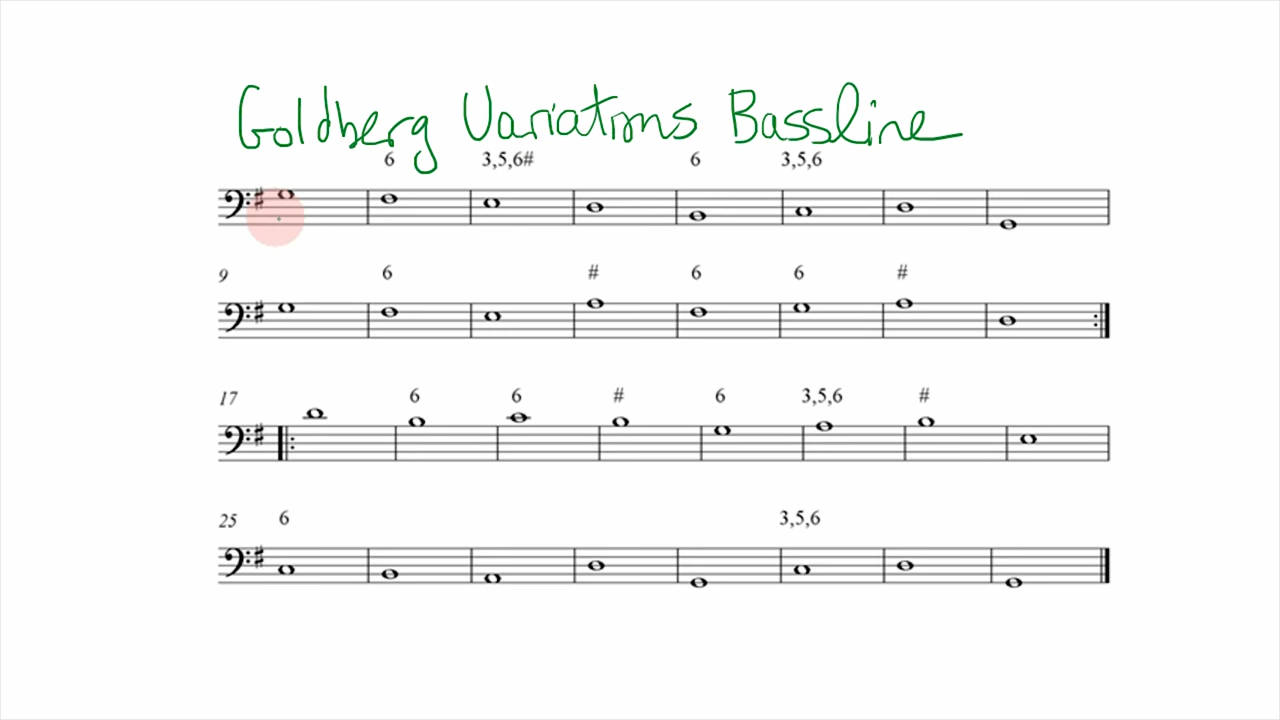 Goldberg Variations Bassline
6 3,5,6# 6 3,5,6
9 6 # 6 6 #
17 6 6 # 6 3,5,6 #
25 6 3,5,6